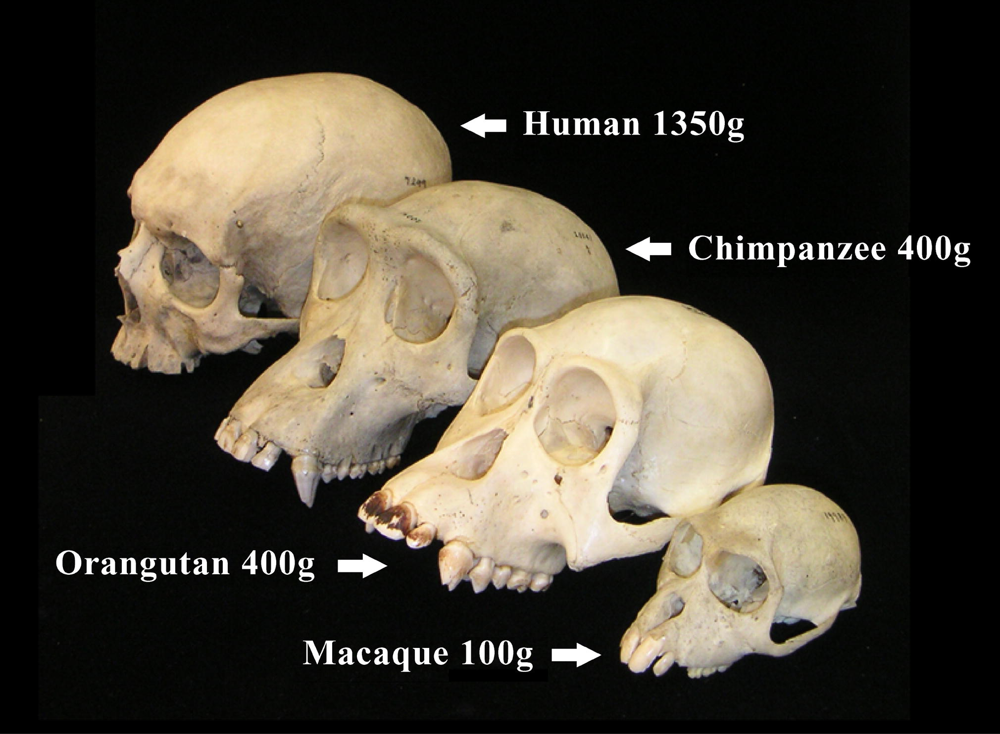 Human 1350g
Chimpanzee 400g
Orangutan 400g
Macaque 100g